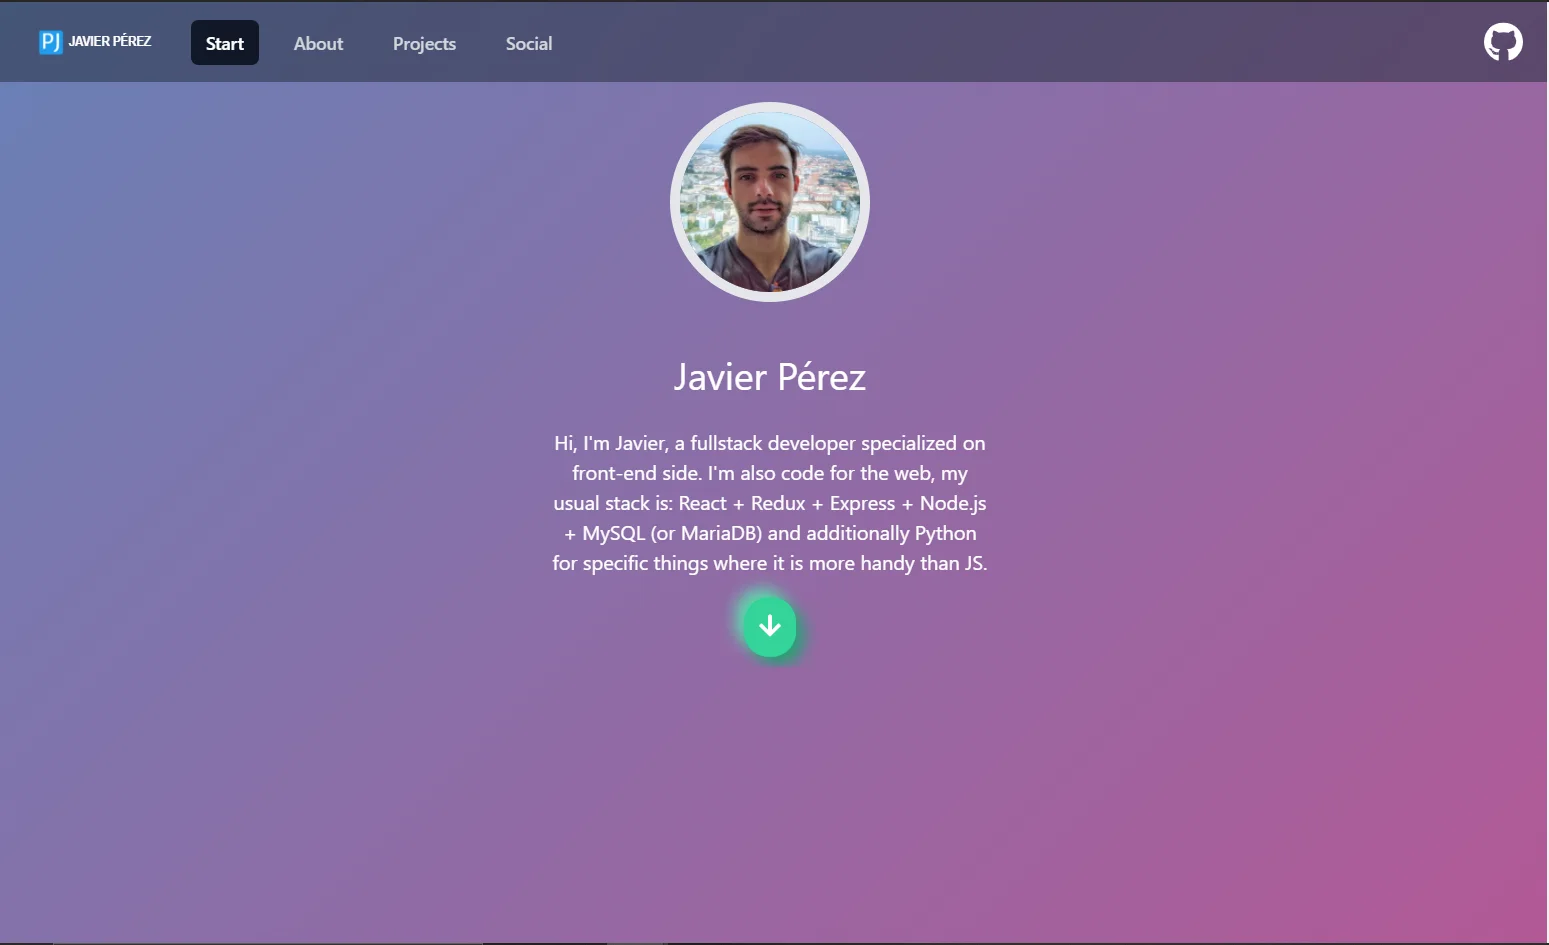 PJ JAVIER PÉREZ
Start
About
Projects
Social
Javier Pérez
Hi, I'm Javier, a fullstack developer specialized on
front-end side. I'm also code for the web, my
usual stack is: React + Redux + Express + Node.js
+ MySQL (or MariaDB) and additionally Python
for specific things where it is more handy than JS.